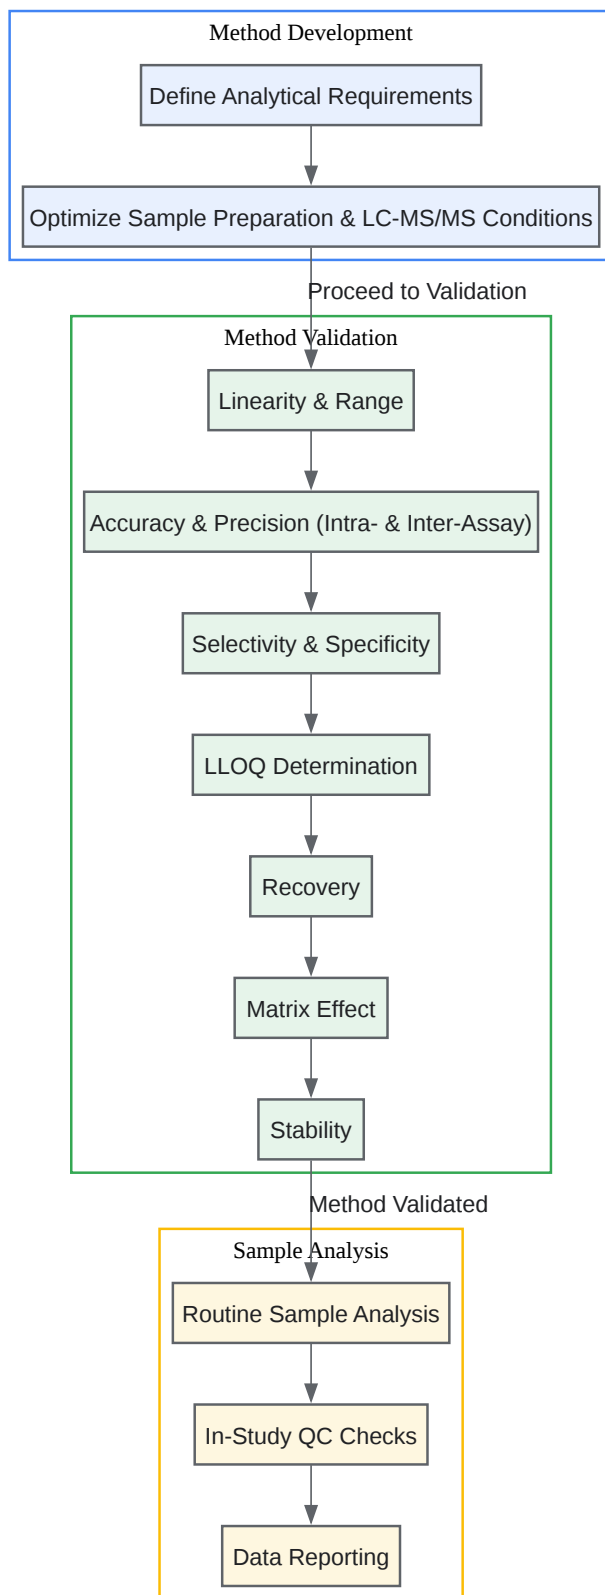 Method Development
Define Analytical Requirements
Optimize Sample Preparation & LC-MS/MS Conditions
Proceed to Validation
Method Validation
Linearity & Range
Accuracy & Precision (Intra- & Inter-Assay)
Selectivity & Specificity
LLOQ Determination
Recovery
Matrix Effect
Stability
Method Validated
Sample Analysis
Routine Sample Analysis
In-Study QC Checks
Data Reporting